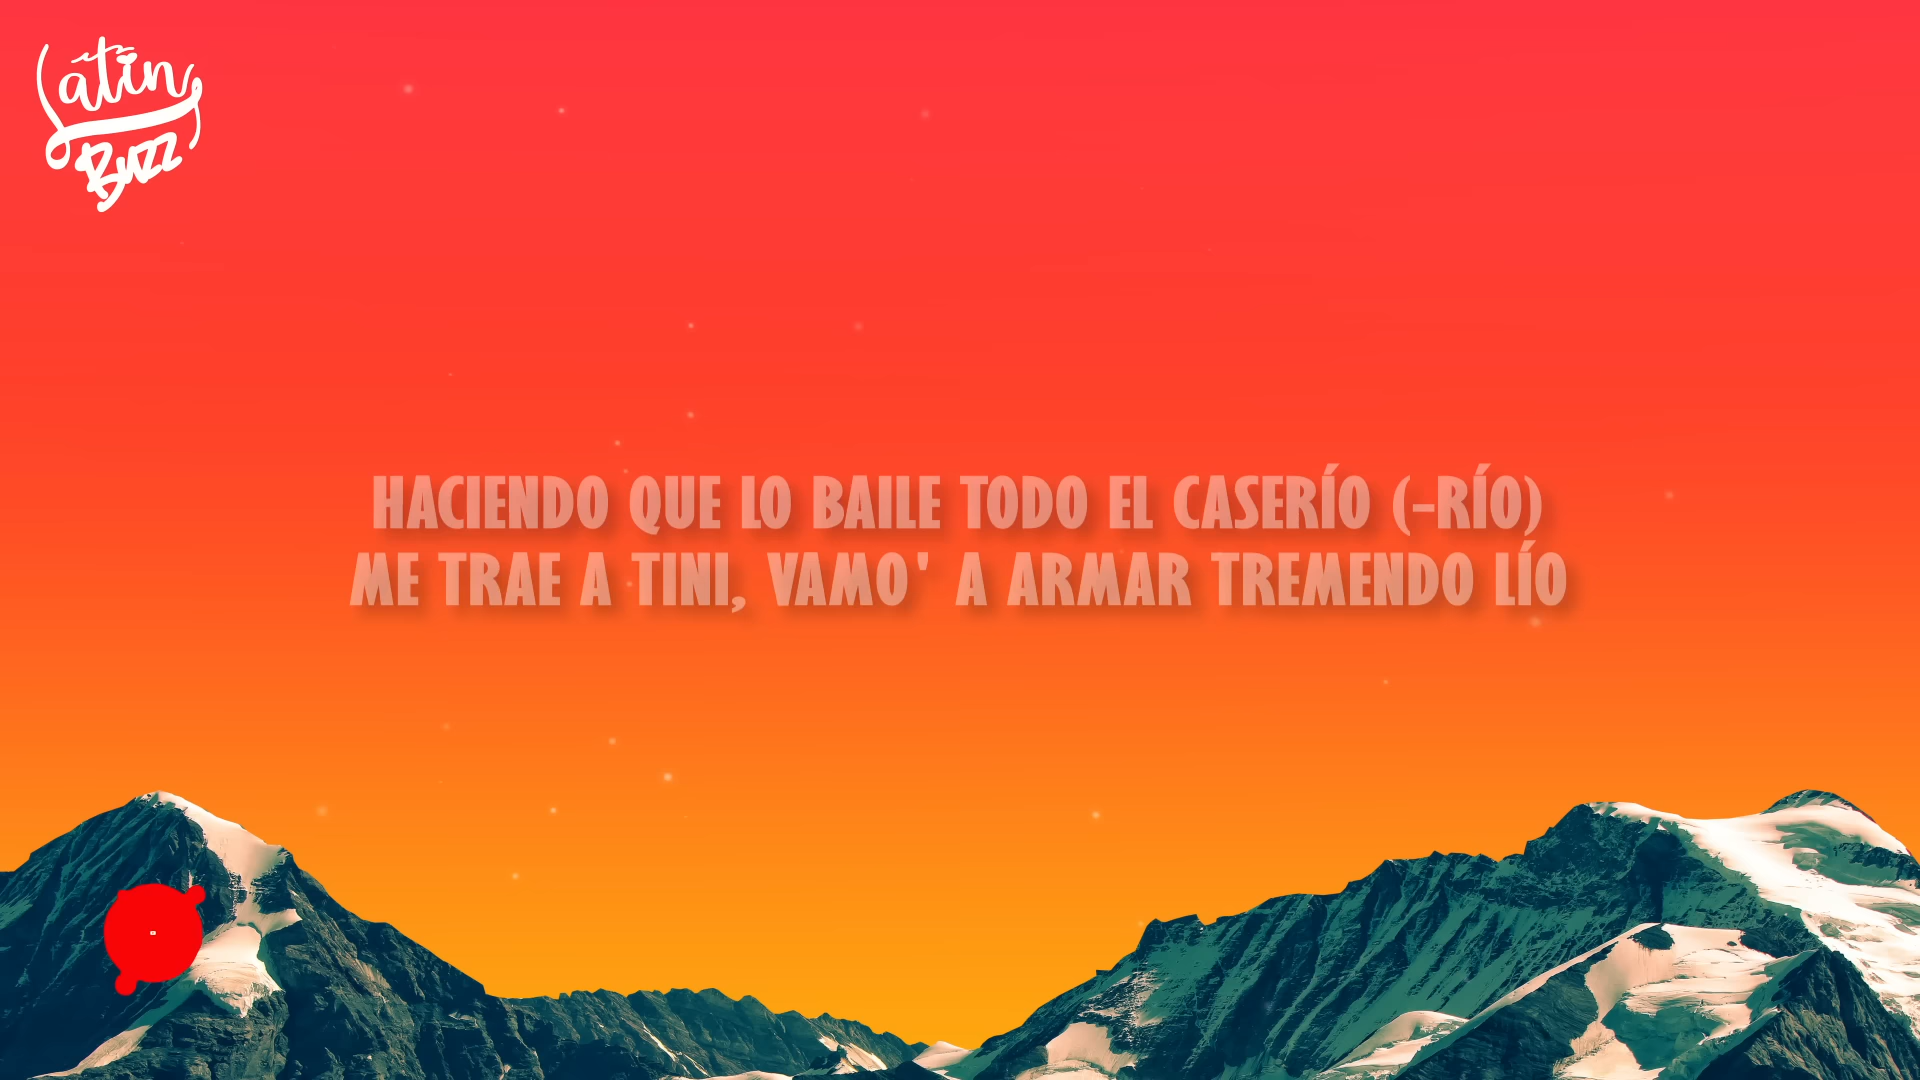 Latin
Buzz
HACIENDO QUE LO BAILE TODO EL CASERÍO (-RÍO)
ME TRAE A TINI, VAMO' A ARMAR TREMENDO LÍO